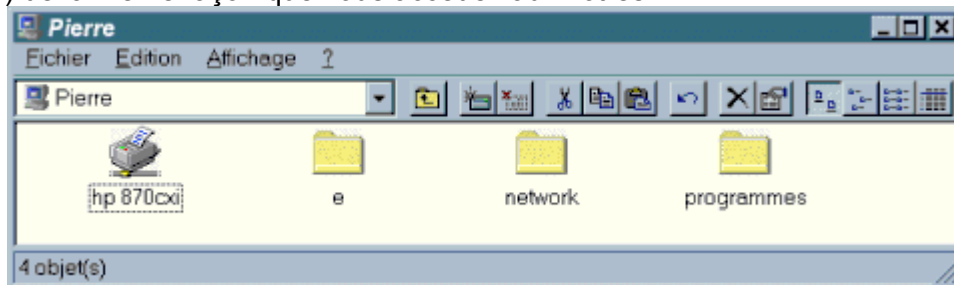 Pierre
Fichier Edition Affichage ?
Pierre
hp 870cxi e network programmes
4 objet(s)